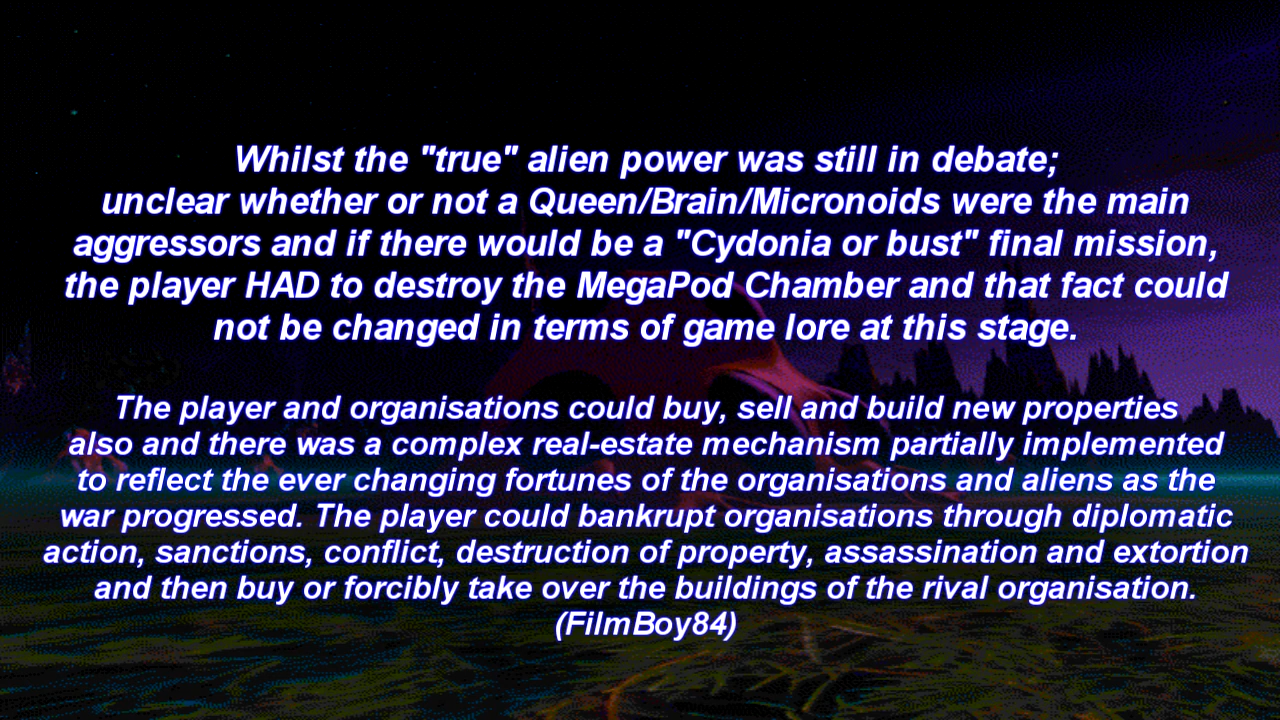 Whilst the "true" alien power was still in debate;
unclear whether or not a Queen/Brain/Micronoids were the main
aggressors and if there would be a "Cydonia or bust" final mission,
the player HAD to destroy the MegaPod Chamber and that fact could
not be changed in terms of game lore at this stage.
The player and organisations could buy, sell and build new properties
also and there was a complex real-estate mechanism partially implemented
to reflect the ever changing fortunes of the organisations and aliens as the
war progressed. The player could bankrupt organisations through diplomatic
action, sanctions, conflict, destruction of property, assassination and extortion
and then buy or forcibly take over the buildings of the rival organisation.
(FilmBoy84)